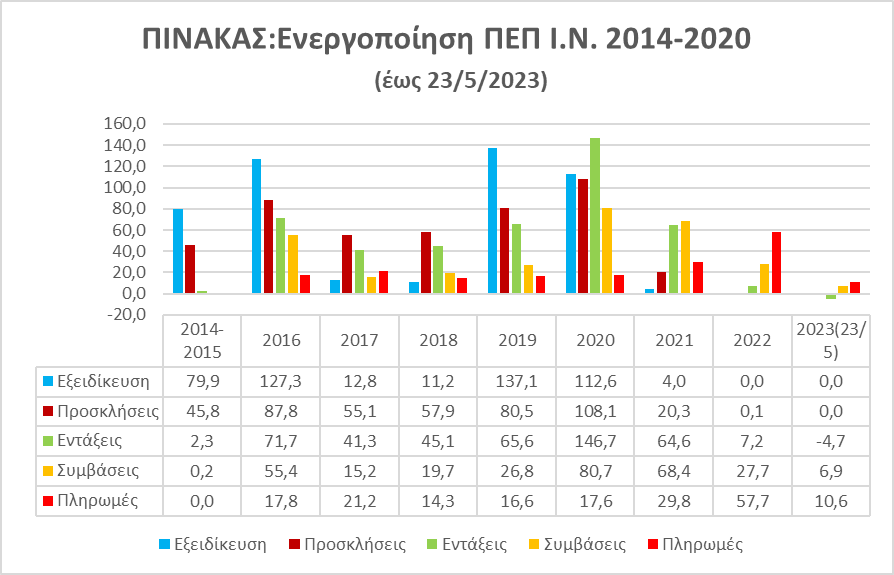 ΠΙΝΑΚΑΣ:Ενεργοποίηση ΠΕΠ Ι.Ν. 2014-2020
(έως 23/5/2023)
160,0
140,0
120,0
100,0
80,0
60,0
40,0
20,0
0,0
-20,0
2014-2015 2016 2017 2018 2019 2020 2021 2022 2023(23/5)
Εξειδίκευση 79,9 127,3 12,8 11,2 137,1 112,6 4,0 0,0 0,0
Προσκλήσεις 45,8 87,8 55,1 57,9 80,5 108,1 20,3 0,1 0,0
Εντάξεις 2,3 71,7 41,3 45,1 65,6 146,7 64,6 7,2 -4,7
Συμβάσεις 0,2 55,4 15,2 19,7 26,8 80,7 68,4 27,7 6,9
Πληρωμές 0,0 17,8 21,2 14,3 16,6 17,6 29,8 57,7 10,6
Εξειδίκευση Προσκλήσεις Εντάξεις Συμβάσεις Πληρωμές